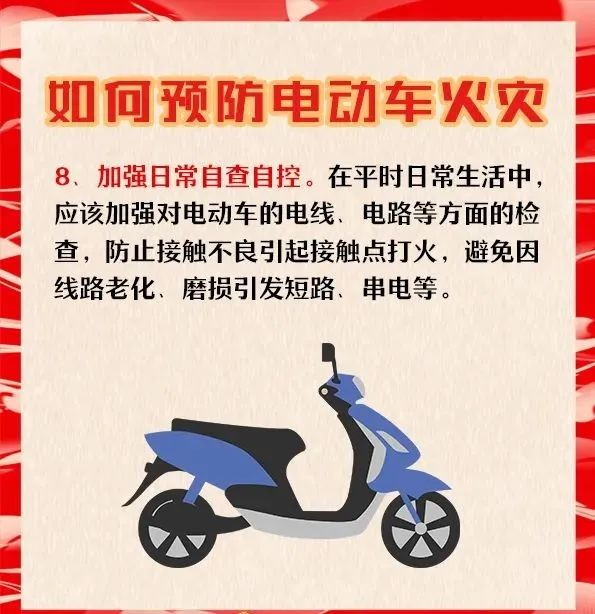 如何预防电动车火灾
8、加强日常自查自控。在平时日常生活中，
应该加强对电动车的电线、电路等方面的检
查，防止接触不良引起接触点打火，避免因
线路老化、磨损引发短路、串电等。